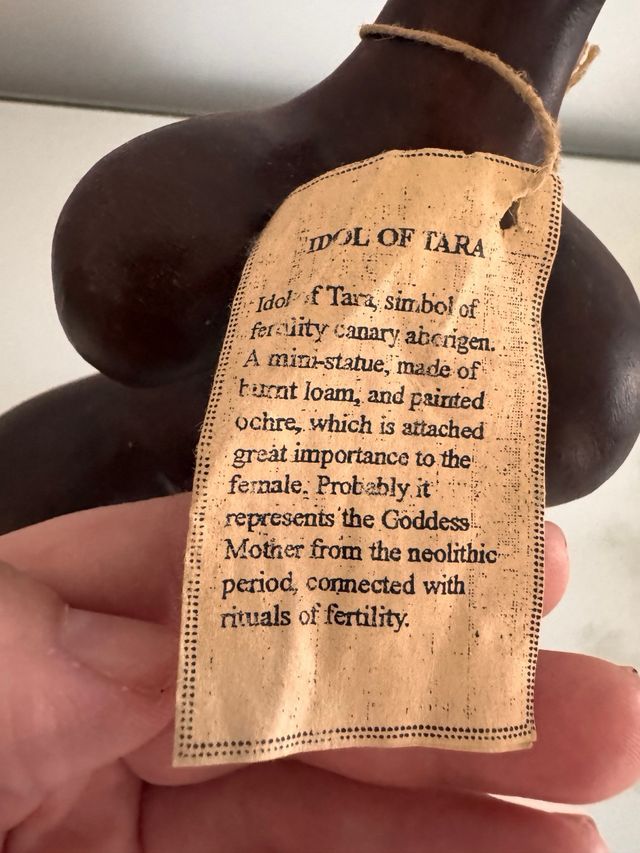 IDOL OF TARA
Idol of Tara, simbol of
fertility canary aborigen.
A mini-statue, made of
burnt loam, and painted
ochre, which is attached
great importance to the
female. Probably it
represents the Goddess
Mother from the neolithic
period, connected with
rituals of fertility.